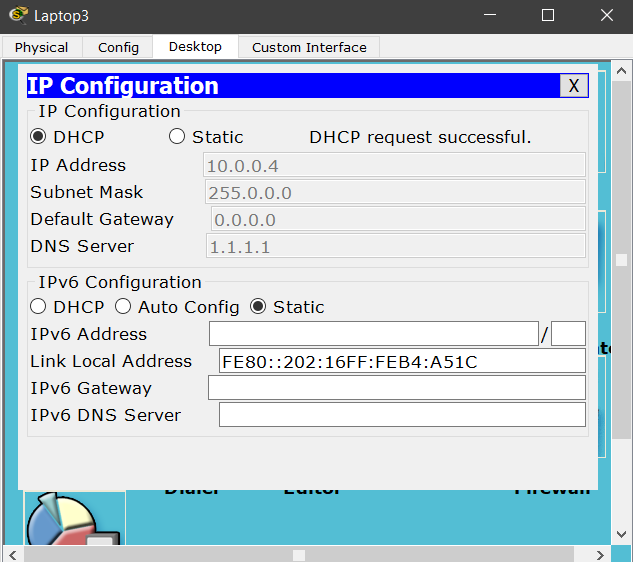 Laptop3
Physical Config Desktop Custom Interface
IP Configuration X
IP Configuration
DHCP Static DHCP request successful.
IP Address 10.0.0.4
Subnet Mask 255.0.0.0
Default Gateway 0.0.0.0
DNS Server 1.1.1.1
IPv6 Configuration
DHCP Auto Config Static
IPv6 Address /
Link Local Address FE80::202:16FF:FEB4:A51C
IPv6 Gateway
IPv6 DNS Server
Dialer Editor Firewall